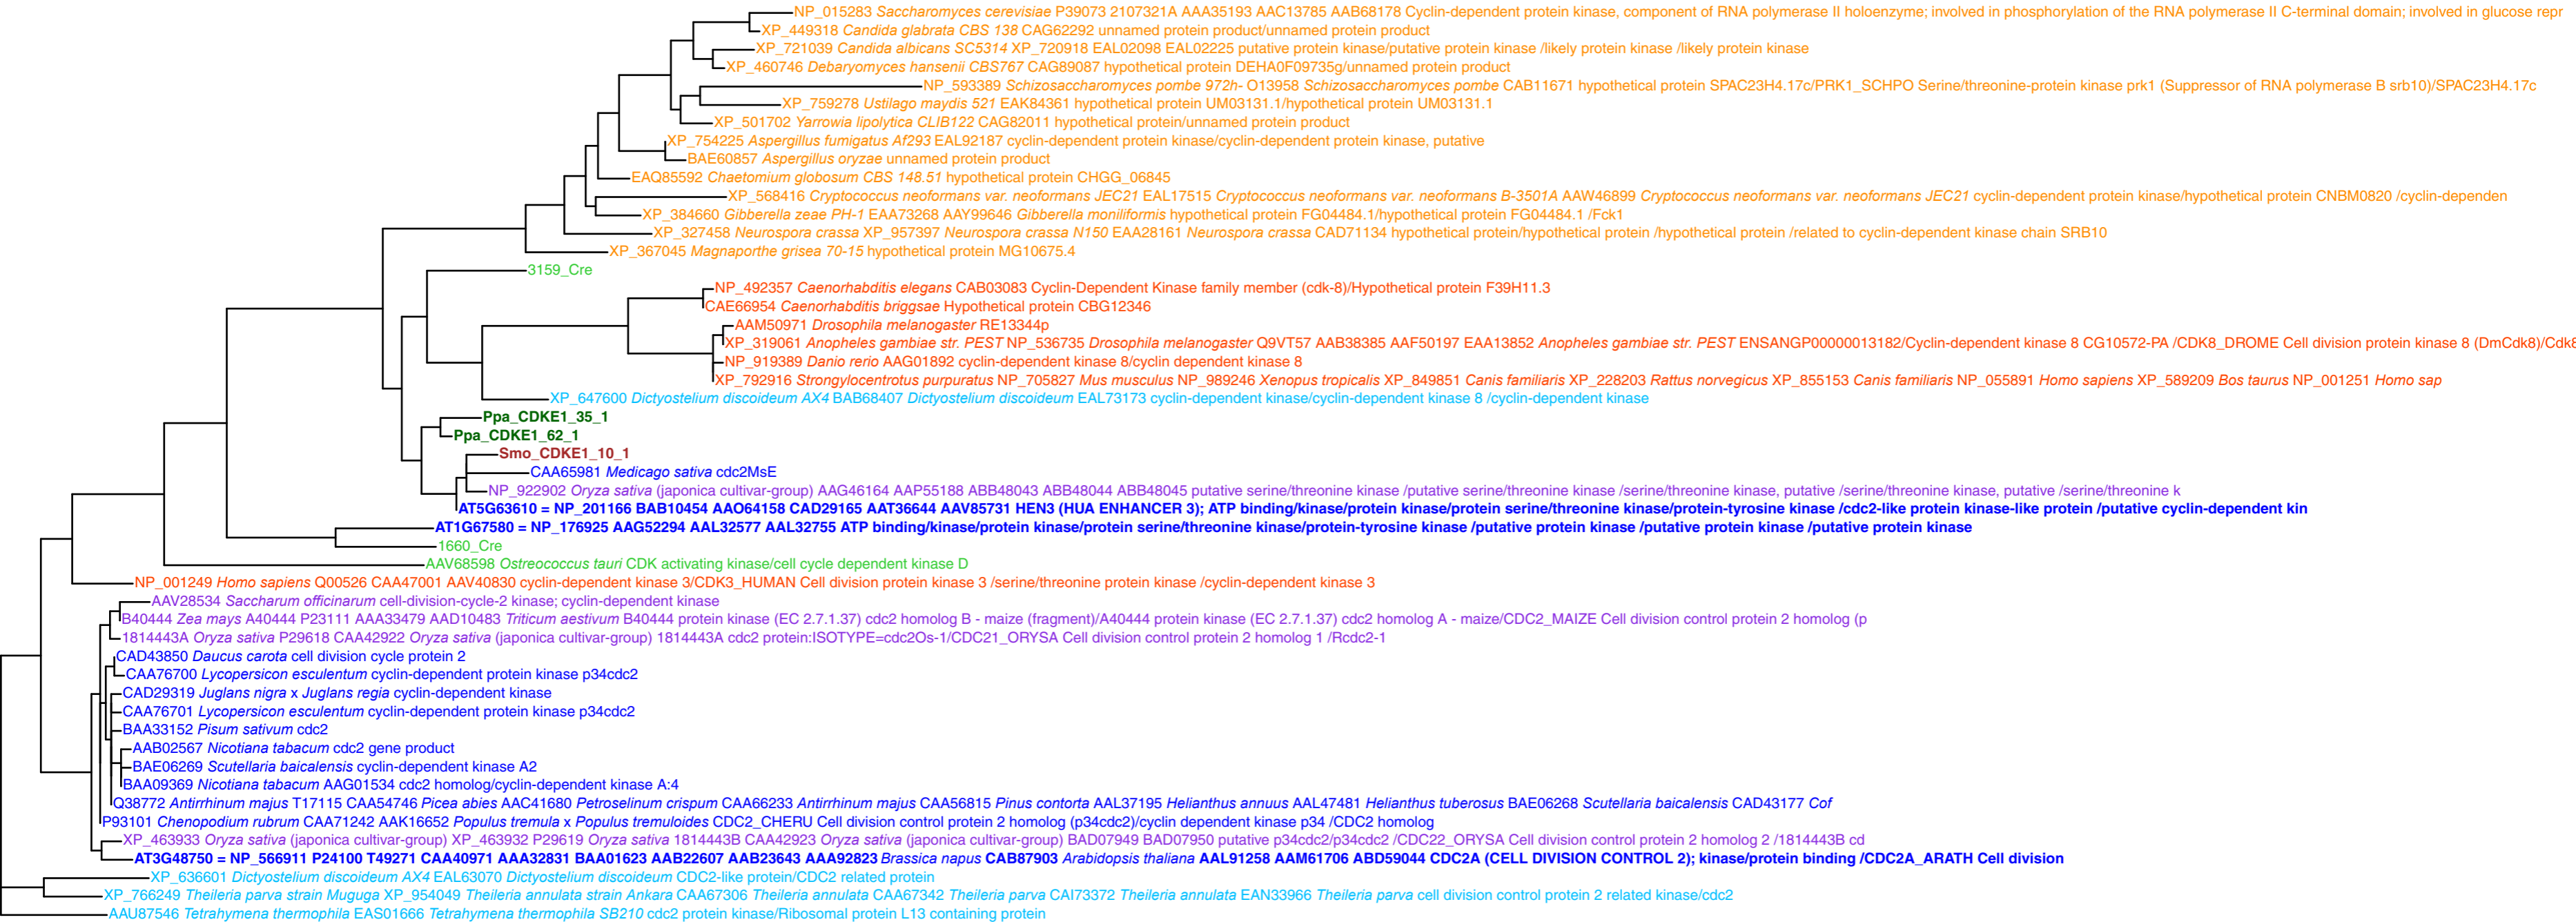 NP_015283 Saccharomyces cerevisiae P39073 2107321A AAA35193 AAC13785 AAB68178 Cyclin-dependent protein kinase, component of RNA polymerase II holoenzyme; involved in phosphorylation of the RNA polymerase II C-terminal domain; involved in glucose repr
XP_449318 Candida glabrata CBS 138 CAG62292 unnamed protein product/unnamed protein product
XP_721039 Candida albicans SC5314 XP_720918 EAL02098 EAL02225 putative protein kinase/putative protein kinase /likely protein kinase /likely protein kinase
XP_460746 Debaryomyces hansenii CBS767 CAG89087 hypothetical protein DEHA0F09735g/unnamed protein product
NP_593389 Schizosaccharomyces pombe 972h- O13958 Schizosaccharomyces pombe CAB11671 hypothetical protein SPAC23H4.17c/PRK1_SCHPO Serine/threonine-protein kinase prk1 (Suppressor of RNA polymerase B srb10)/SPAC23H4.17c
XP_759278 Ustilago maydis 521 EAK84361 hypothetical protein UM03131.1/hypothetical protein UM03131.1
XP_501702 Yarrowia lipolytica CLIB122 CAG82011 hypothetical protein/unnamed protein product
XP_754225 Aspergillus fumigatus Af293 EAL92187 cyclin-dependent protein kinase/cyclin-dependent protein kinase, putative
BAE60857 Aspergillus oryzae unnamed protein product
EAQ85592 Chaetomium globosum CBS 148.51 hypothetical protein CHGG_06845
XP_568416 Cryptococcus neoformans var. neoformans JEC21 EAL17515 Cryptococcus neoformans var. neoformans B-3501A AAW46899 Cryptococcus neoformans var. neoformans JEC21 cyclin-dependent protein kinase/hypothetical protein CNBM0820 /cyclin-dependen
XP_384660 Gibberella zeae PH-1 EAA73268 AAY99646 Gibberella moniliformis hypothetical protein FG04484.1/hypothetical protein FG04484.1 /Fck1
XP_327458 Neurospora crassa XP_957397 Neurospora crassa N150 EAA28161 Neurospora crassa CAD71134 hypothetical protein/hypothetical protein /hypothetical protein /related to cyclin-dependent kinase chain SRB10
XP_367045 Magnaporthe grisea 70-15 hypothetical protein MG10675.4
3159_Cre
NP_492357 Caenorhabditis elegans CAB03083 Cyclin-Dependent Kinase family member (cdk-8)/Hypothetical protein F39H11.3
CAE66954 Caenorhabditis briggsae Hypothetical protein CBG12346
AAM50971 Drosophila melanogaster RE13344p
XP_319061 Anopheles gambiae str. PEST NP_536735 Drosophila melanogaster Q9VT57 AAB38385 AAF50197 EAA13852 Anopheles gambiae str. PEST ENSANGP00000013182/Cyclin-dependent kinase 8 CG10572-PA /CDK8_DROME Cell division protein kinase 8 (DmCdk8)/Cdk8
NP_919389 Danio rerio AAG01892 cyclin-dependent kinase 8/cyclin dependent kinase 8
XP_792916 Strongylocentrotus purpuratus NP_705827 Mus musculus NP_989246 Xenopus tropicalis XP_849851 Canis familiaris XP_228203 Rattus norvegicus XP_855153 Canis familiaris NP_055891 Homo sapiens XP_589209 Bos taurus NP_001251 Homo sap
XP_647600 Dictyostelium discoideum AX4 BAB68407 Dictyostelium discoideum EAL73173 cyclin-dependent kinase/cyclin-dependent kinase 8 /cyclin-dependent kinase
Ppa_CDKE1_35_1
Ppa_CDKE1_62_1
Smo_CDKE1_10_1
CAA65981 Medicago sativa cdc2MsE
NP_922902 Oryza sativa (japonica cultivar-group) AAG46164 AAP55188 ABB48043 ABB48044 ABB48045 putative serine/threonine kinase /putative serine/threonine kinase /serine/threonine kinase, putative /serine/threonine kinase, putative /serine/threonine k
AT5G63610 = NP_201166 BAB10454 AAO64158 CAD29165 AAT36644 AAV85731 HEN3 (HUA ENHANCER 3); ATP binding/kinase/protein kinase/protein serine/threonine kinase/protein-tyrosine kinase /cdc2-like protein kinase-like protein /putative cyclin-dependent kin
AT1G67580 = NP_176925 AAG52294 AAL32577 AAL32755 ATP binding/kinase/protein kinase/protein serine/threonine kinase/protein-tyrosine kinase /putative protein kinase /putative protein kinase /putative protein kinase
1660_Cre
AAV68598 Ostreococcus tauri CDK activating kinase/cell cycle dependent kinase D
NP_001249 Homo sapiens Q00526 CAA47001 AAV40830 cyclin-dependent kinase 3/CDK3_HUMAN Cell division protein kinase 3 /serine/threonine protein kinase /cyclin-dependent kinase 3
AAV28534 Saccharum officinarum cell-division-cycle-2 kinase; cyclin-dependent kinase
B40444 Zea mays A40444 P23111 AAA33479 AAD10483 Triticum aestivum B40444 protein kinase (EC 2.7.1.37) cdc2 homolog B - maize (fragment)/A40444 protein kinase (EC 2.7.1.37) cdc2 homolog A - maize/CDC2_MAIZE Cell division control protein 2 homolog (p
1814443A Oryza sativa P29618 CAA42922 Oryza sativa (japonica cultivar-group) 1814443A cdc2 protein:ISOTYPE=cdc2Os-1/CDC21_ORYSA Cell division control protein 2 homolog 1 /Rcdc2-1
CAD43850 Daucus carota cell division cycle protein 2
CAA76700 Lycopersicon esculentum cyclin-dependent protein kinase p34cdc2
CAD29319 Juglans nigra x Juglans regia cyclin-dependent kinase
CAA76701 Lycopersicon esculentum cyclin-dependent protein kinase p34cdc2
BAA33152 Pisum sativum cdc2
AAB02567 Nicotiana tabacum cdc2 gene product
BAE06269 Scutellaria baicalensis cyclin-dependent kinase A2
BAA09369 Nicotiana tabacum AAG01534 cdc2 homolog/cyclin-dependent kinase A:4
Q38772 Antirrhinum majus T17115 CAA54746 Picea abies AAC41680 Petroselinum crispum CAA66233 Antirrhinum majus CAA56815 Pinus contorta AAL37195 Helianthus annuus AAL47481 Helianthus tuberosus BAE06268 Scutellaria baicalensis CAD43177 Cof
P93101 Chenopodium rubrum CAA71242 AAK16652 Populus tremula x Populus tremuloides CDC2_CHERU Cell division control protein 2 homolog (p34cdc2)/cyclin dependent kinase p34 /CDC2 homolog
XP_463933 Oryza sativa (japonica cultivar-group) XP_463932 P29619 Oryza sativa 1814443B CAA42923 Oryza sativa (japonica cultivar-group) BAD07949 BAD07950 putative p34cdc2/p34cdc2 /CDC22_ORYSA Cell division control protein 2 homolog 2 /1814443B cd
AT3G48750 = NP_566911 P24100 T49271 CAA40971 AAA32831 BAA01623 AAB22607 AAB23643 AAA92823 Brassica napus CAB87903 Arabidopsis thaliana AAL91258 AAM61706 ABD59044 CDC2A (CELL DIVISION CONTROL 2); kinase/protein binding /CDC2A_ARATH Cell division
XP_636601 Dictyostelium discoideum AX4 EAL63070 Dictyostelium discoideum CDC2-like protein/CDC2 related protein
XP_766249 Theileria parva strain Muguga XP_954049 Theileria annulata strain Ankara CAA67306 Theileria annulata CAA67342 Theileria parva CAI73372 Theileria annulata EAN33966 Theileria parva cell division control protein 2 related kinase/cdc2
AAU87546 Tetrahymena thermophila EAS01666 Tetrahymena thermophila SB210 cdc2 protein kinase/Ribosomal protein L13 containing protein